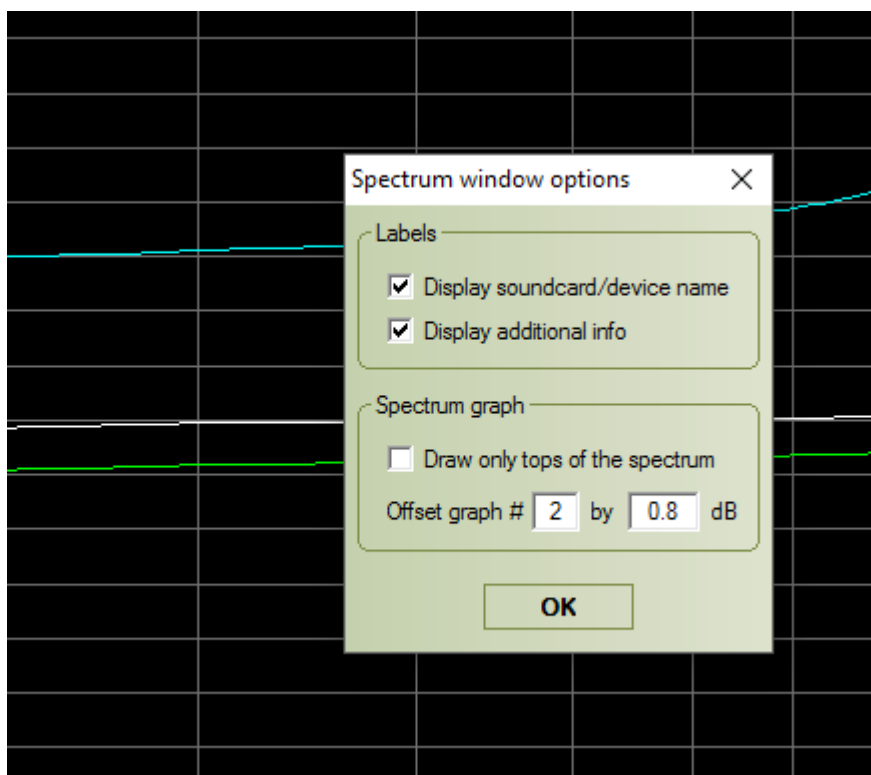 Spectrum window options
Labels
Display soundcard/device name
Display additional info
Spectrum graph
Draw only tops of the spectrum
Offset graph # 2 by 0.8 dB
OK